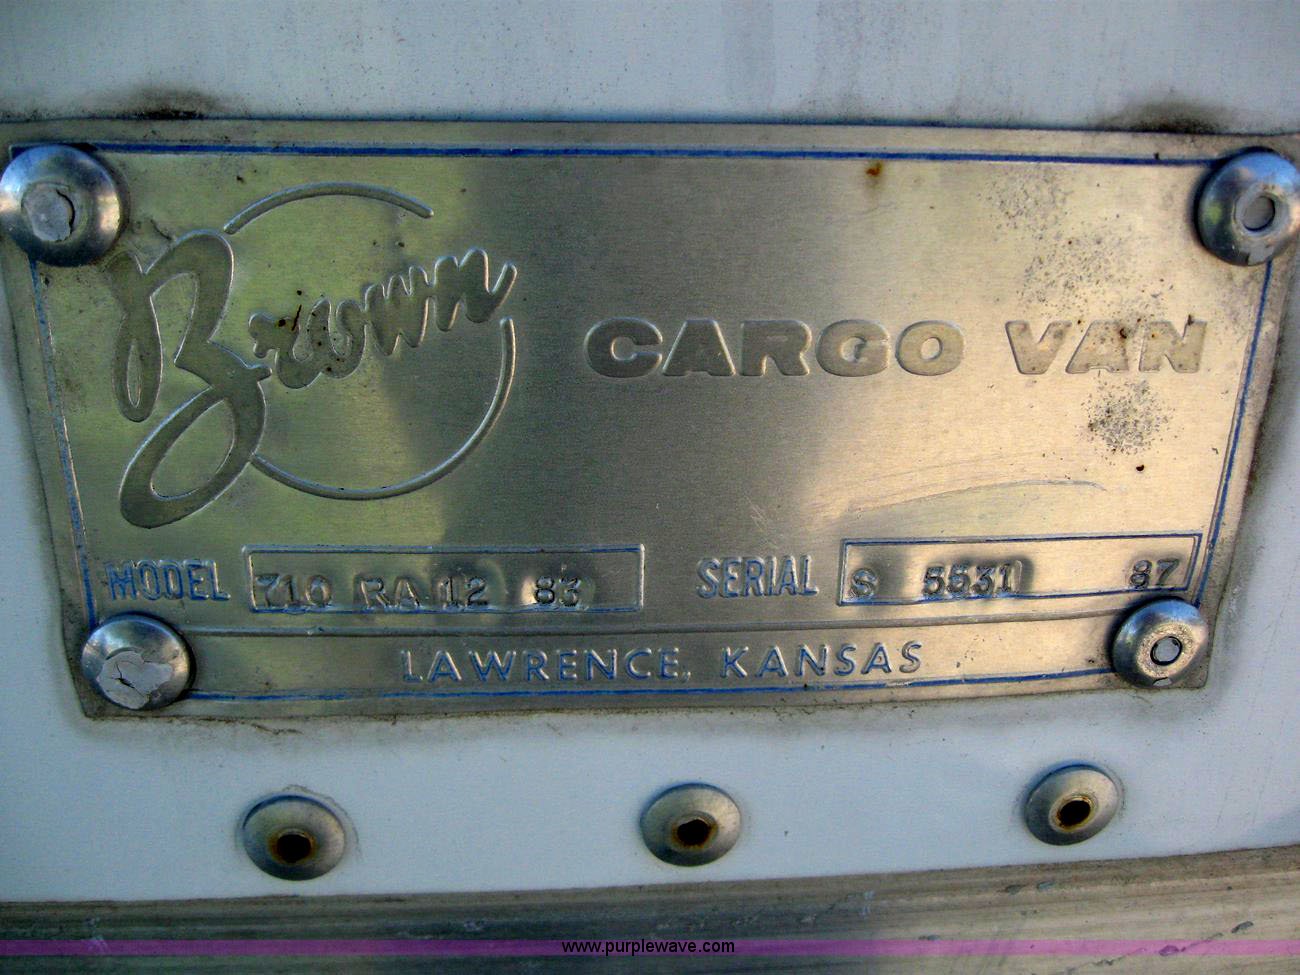 Brown CARGO VAN
MODEL 710 RA 12 83 SERIAL S 5531 87
LAWRENCE, KANSAS
www.purplewave.com